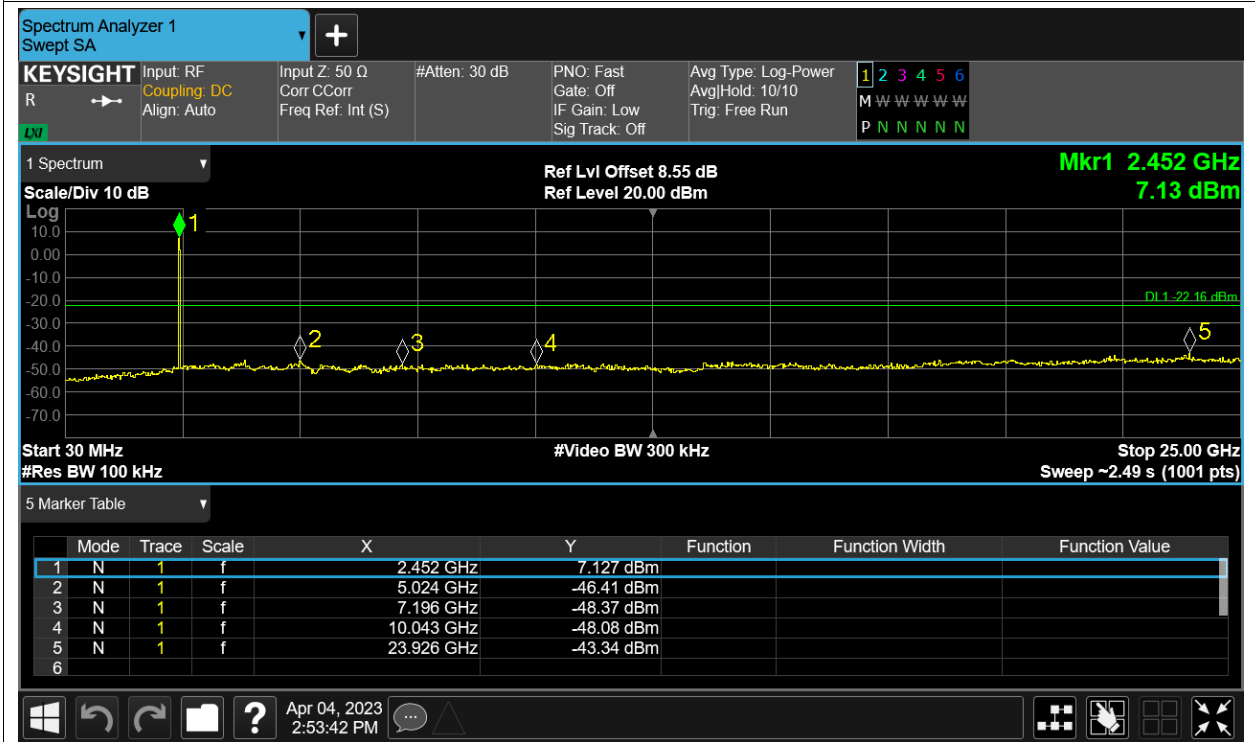 Spectrum Analyzer 1
Swept SA
+
KEYSIGHT
R
LXI
Input: RF
Coupling: DC
Align: Auto
Input Z: 50 Ω
Corr CCorr
Freq Ref: Int (S)
#Atten: 30 dB
PNO: Fast
Gate: Off
IF Gain: Low
Sig Track: Off
Avg Type: Log-Power
Avg|Hold: 10/10
Trig: Free Run
1 2 3 4 5 6
M W W W W W
P N N N N N
1 Spectrum
Scale/Div 10 dB
Ref Lvl Offset 8.55 dB
Ref Level 20.00 dBm
Mkr1 2.452 GHz
7.13 dBm
Log
10.0
0.00
-10.0
-20.0
-30.0
-40.0
-50.0
-60.0
-70.0
1
2
3
4
5
DL1 -22.16 dBm
Start 30 MHz
#Res BW 100 kHz
#Video BW 300 kHz
Stop 25.00 GHz
Sweep ~2.49 s (1001 pts)
5 Marker Table
Mode Trace Scale X Y Function Function Width Function Value
1 N 1 f 2.452 GHz 7.127 dBm
2 N 1 f 5.024 GHz -46.41 dBm
3 N 1 f 7.196 GHz -48.37 dBm
4 N 1 f 10.043 GHz -48.08 dBm
5 N 1 f 23.926 GHz -43.34 dBm
6
?
Apr 04, 2023
2:53:42 PM